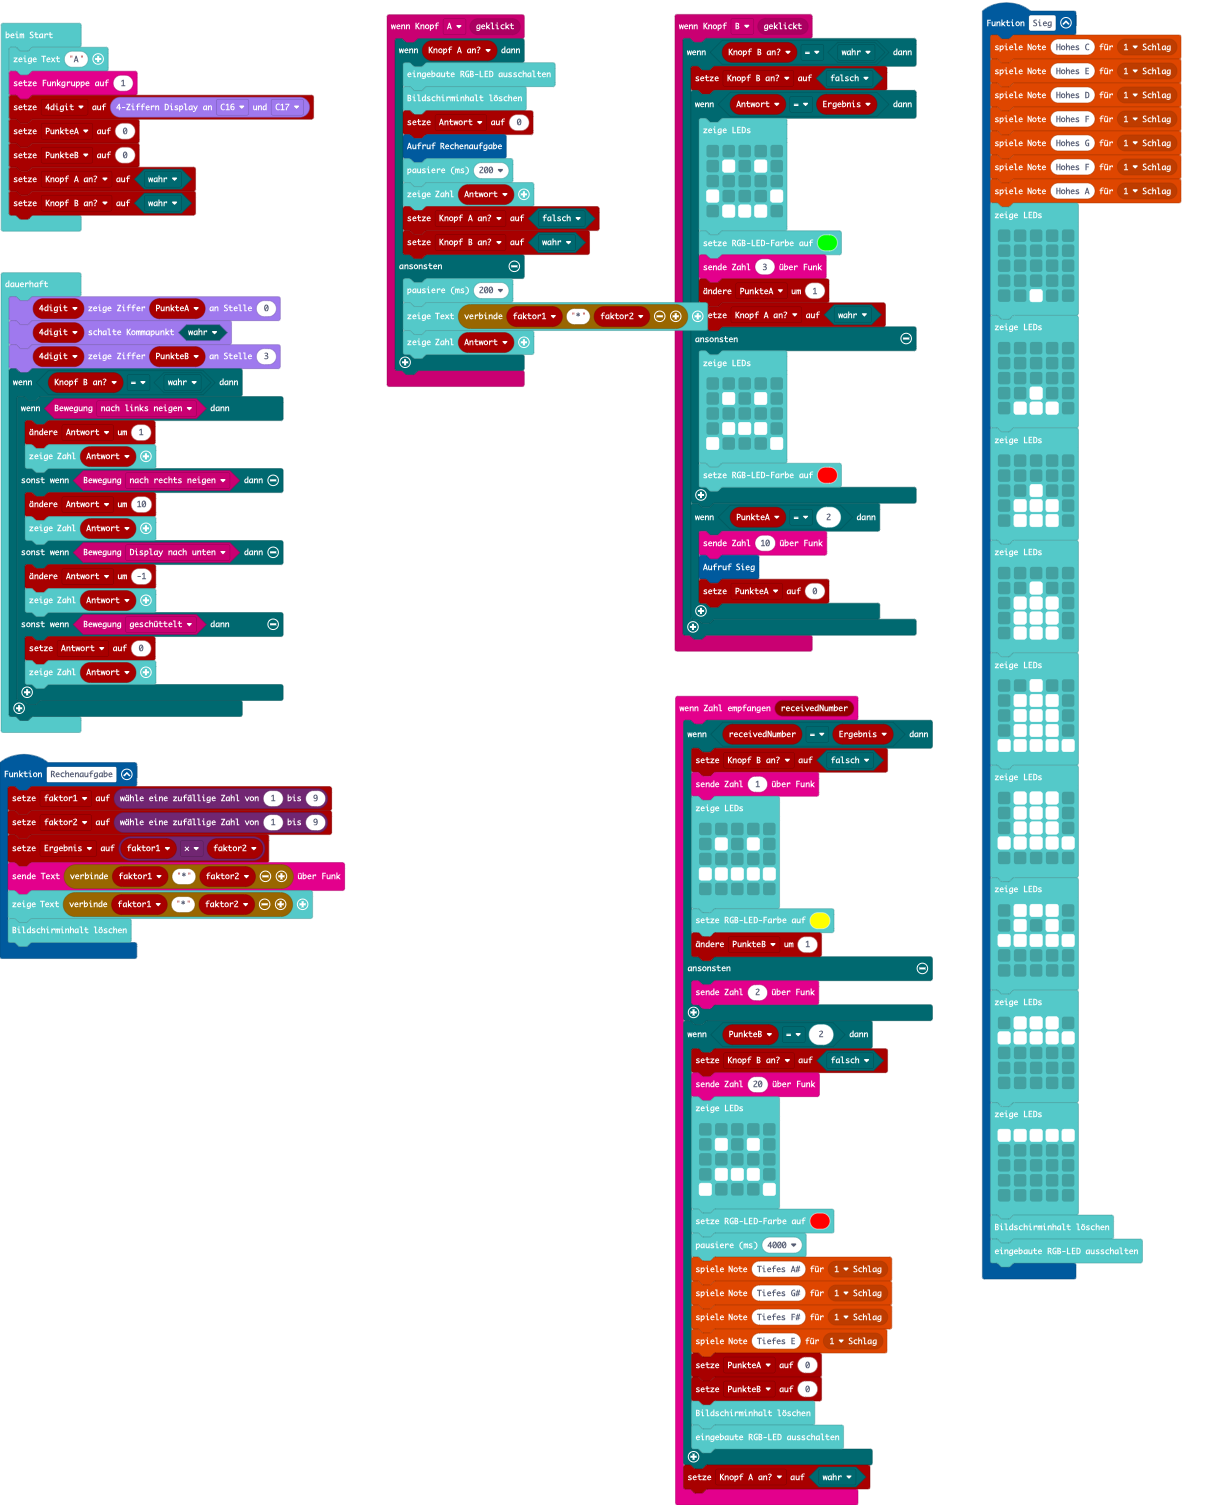 beim Start
zeige Text "A"
setze Funkgruppe auf 1
setze 4digit auf 4-Ziffern Display an C16 und C17
setze PunkteA auf 0
setze PunkteB auf 0
setze Knopf A an? auf wahr
setze Knopf B an? auf wahr
dauerhaft
4digit zeige Ziffer PunkteA an Stelle 0
4digit schalte Kommapunkt wahr
4digit zeige Ziffer PunkteB an Stelle 3
wenn Knopf B an? = wahr dann
wenn Bewegung nach links neigen dann
ändere Antwort um 1
zeige Zahl Antwort
sonst wenn Bewegung nach rechts neigen dann
ändere Antwort um 10
zeige Zahl Antwort
sonst wenn Bewegung Display nach unten dann
ändere Antwort um -1
zeige Zahl Antwort
sonst wenn Bewegung geschüttelt dann
setze Antwort auf 0
zeige Zahl Antwort
Funktion Rechenaufgabe
setze faktor1 auf wähle eine zufällige Zahl von 1 bis 9
setze faktor2 auf wähle eine zufällige Zahl von 1 bis 9
setze Ergebnis auf faktor1 × faktor2
sende Text verbinde faktor1 "*" faktor2 über Funk
zeige Text verbinde faktor1 "*" faktor2
Bildschirminhalt löschen
wenn Knopf A geklickt
wenn Knopf A an? dann
eingebaute RGB-LED ausschalten
Bildschirminhalt löschen
setze Antwort auf 0
Aufruf Rechenaufgabe
pausiere (ms) 200
zeige Zahl Antwort
setze Knopf A an? auf falsch
setze Knopf B an? auf wahr
ansonsten
pausiere (ms) 200
zeige Text verbinde faktor1 "*" faktor2
zeige Zahl Antwort
wenn Knopf B geklickt
wenn Knopf B an? = wahr dann
setze Knopf B an? auf falsch
wenn Antwort = Ergebnis dann
zeige LEDs
setze RGB-LED-Farbe auf
sende Zahl 3 über Funk
ändere PunkteA um 1
etze Knopf A an? auf wahr
ansonsten
zeige LEDs
setze RGB-LED-Farbe auf
wenn PunkteA = 2 dann
sende Zahl 10 über Funk
Aufruf Sieg
setze PunkteA auf 0
wenn Zahl empfangen receivedNumber
wenn receivedNumber = Ergebnis dann
setze Knopf B an? auf falsch
sende Zahl 1 über Funk
zeige LEDs
setze RGB-LED-Farbe auf
ändere PunkteB um 1
ansonsten
sende Zahl 2 über Funk
wenn PunkteB = 2 dann
setze Knopf B an? auf falsch
sende Zahl 20 über Funk
zeige LEDs
setze RGB-LED-Farbe auf
pausiere (ms) 4000
spiele Note Tiefes A# für 1 Schlag
spiele Note Tiefes G# für 1 Schlag
spiele Note Tiefes F# für 1 Schlag
spiele Note Tiefes E für 1 Schlag
setze PunkteA auf 0
setze PunkteB auf 0
Bildschirminhalt löschen
eingebaute RGB-LED ausschalten
setze Knopf A an? auf wahr
Funktion Sieg
spiele Note Hohes C für 1 Schlag
spiele Note Hohes E für 1 Schlag
spiele Note Hohes D für 1 Schlag
spiele Note Hohes F für 1 Schlag
spiele Note Hohes G für 1 Schlag
spiele Note Hohes F für 1 Schlag
spiele Note Hohes A für 1 Schlag
zeige LEDs
zeige LEDs
zeige LEDs
zeige LEDs
zeige LEDs
zeige LEDs
zeige LEDs
zeige LEDs
zeige LEDs
Bildschirminhalt löschen
eingebaute RGB-LED ausschalten